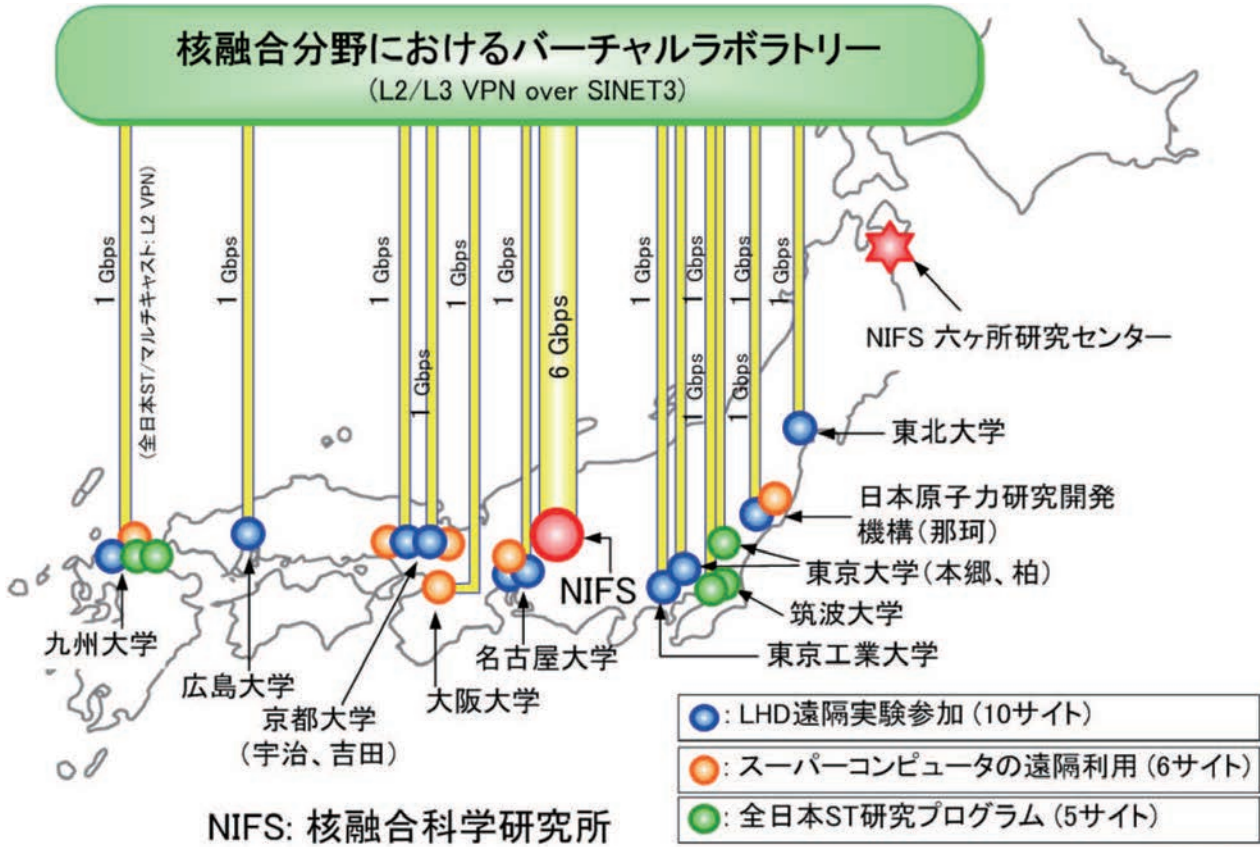 核融合分野におけるバーチャルラボラトリー
(L2/L3 VPN over SINET3)
1 Gbps
(全日本ST/マルチキャスト: L2 VPN)
1 Gbps
1 Gbps
1 Gbps
1 Gbps
1 Gbps
6 Gbps
1 Gbps
1 Gbps
1 Gbps
1 Gbps
1 Gbps
1 Gbps
1 Gbps
NIFS 六ヶ所研究センター
東北大学
日本原子力研究開発
機構(那珂)
東京大学(本郷、柏)
筑波大学
東京工業大学
NIFS
名古屋大学
大阪大学
京都大学
(宇治、吉田)
広島大学
九州大学
: LHD遠隔実験参加 (10サイト)
: スーパーコンピュータの遠隔利用 (6サイト)
: 全日本ST研究プログラム (5サイト)
NIFS: 核融合科学研究所